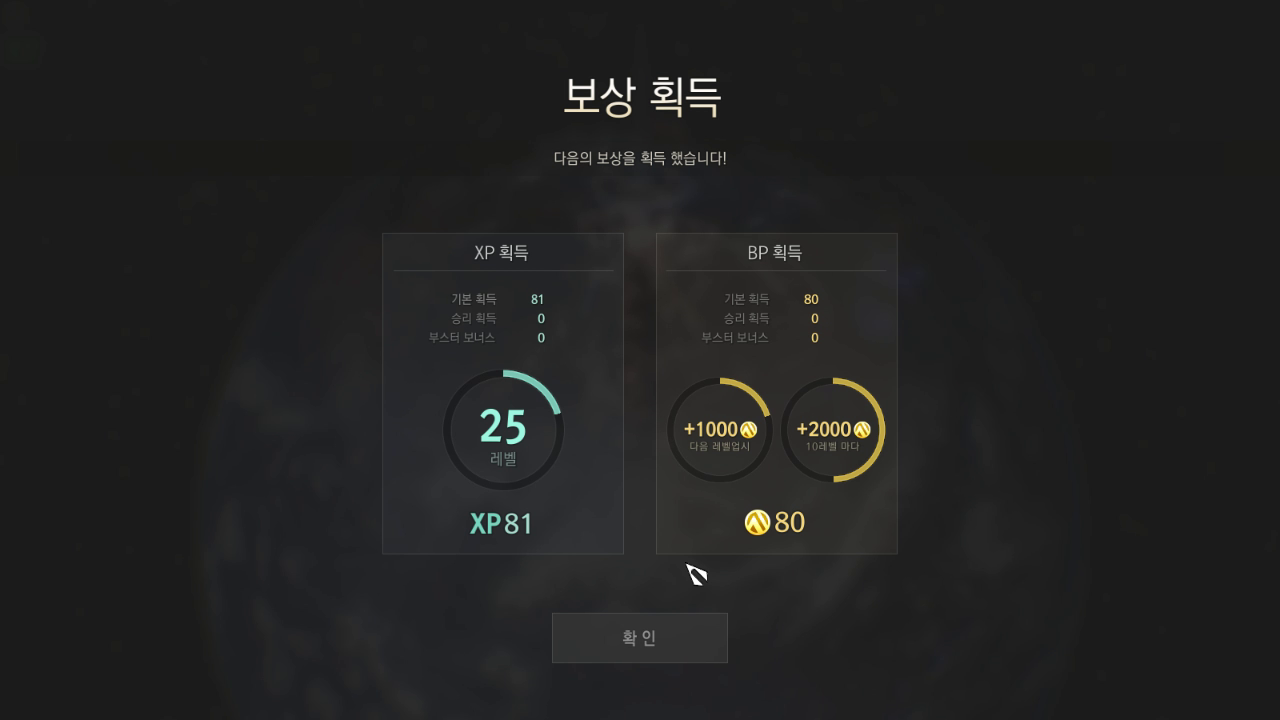 보상 획득
다음의 보상을 획득 했습니다!
XP 획득
기본 획득 81
승리 획득 0
부스터 보너스 0
25
레벨
XP 81
BP 획득
기본 획득 80
승리 획득 0
부스터 보너스 0
+1000
다음 레벨업시
+2000
10레벨 마다
80
확 인